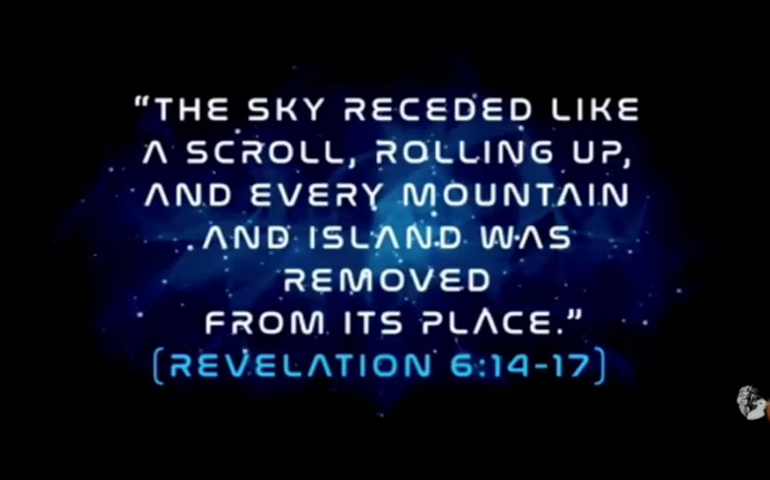 “THE SKY RECEDED LIKE
A SCROLL, ROLLING UP,
AND EVERY MOUNTAIN
AND ISLAND WAS
REMOVED
FROM ITS PLACE.”
(REVELATION 6:14-17)